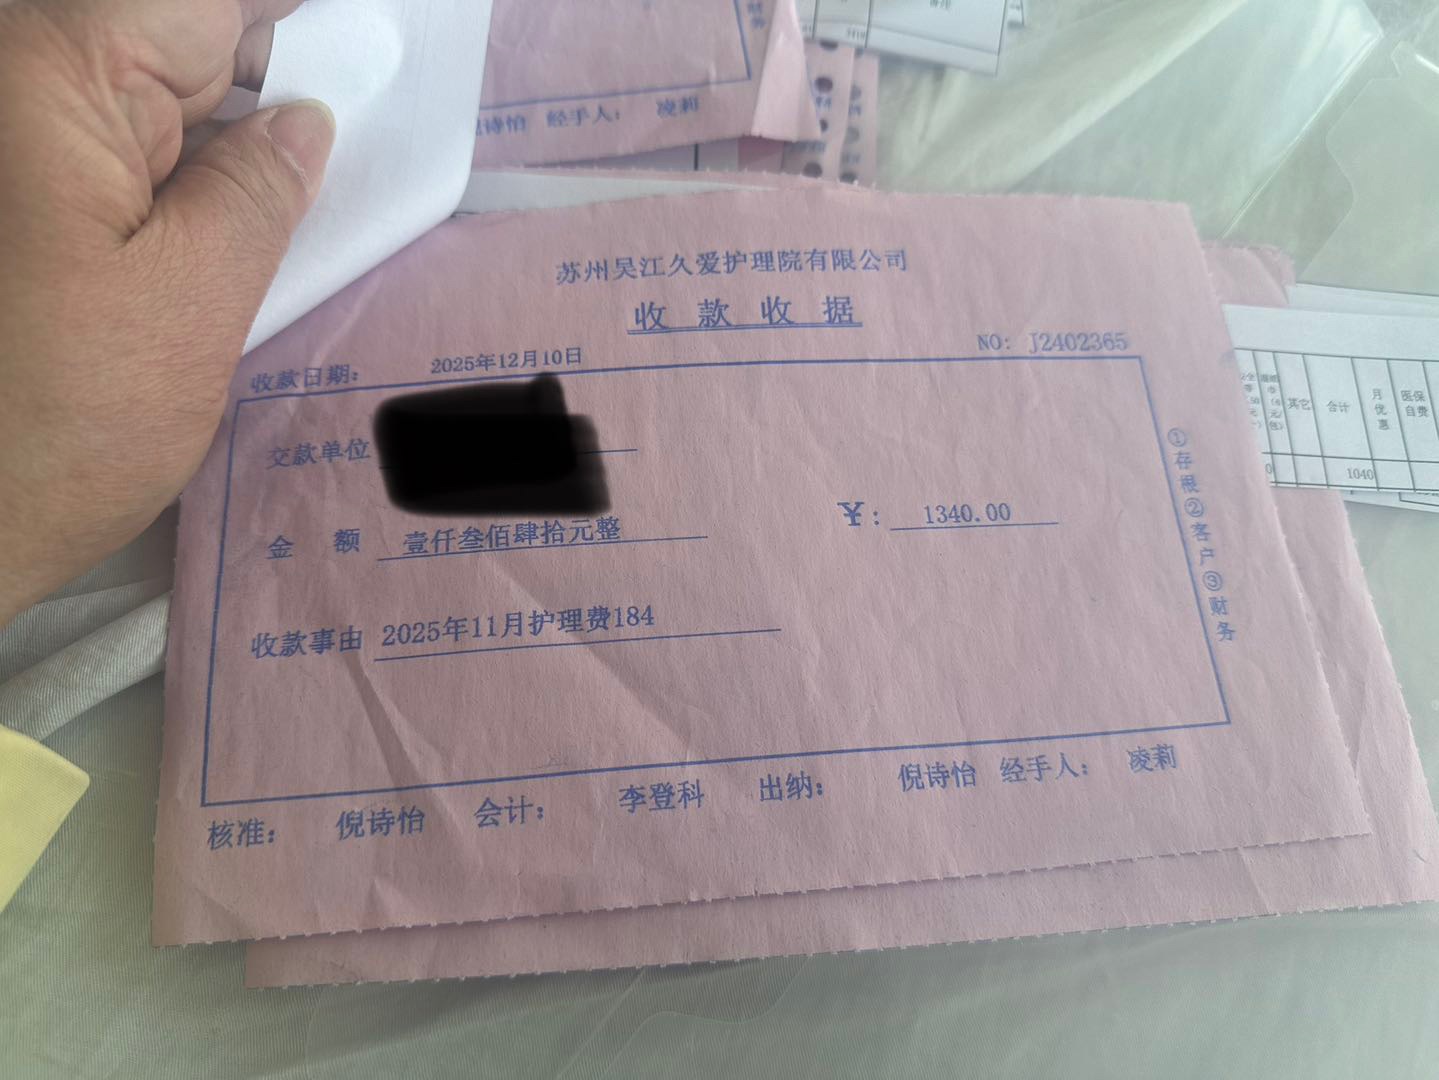 财务
备注
诗怡 经手人： 凌莉
苏州吴江久爱护理院有限公司
收 款 收 据
收款日期： 2025年12月10日 NO: J2402365
交款单位
金 额 壹仟叁佰肆拾元整 ¥： 1340.00
收款事由 2025年11月护理费184
①存根②客户③财务
核准： 倪诗怡 会计： 李登科 出纳： 倪诗怡 经手人： 凌莉
其它 合计 月优惠 医保自费
1040